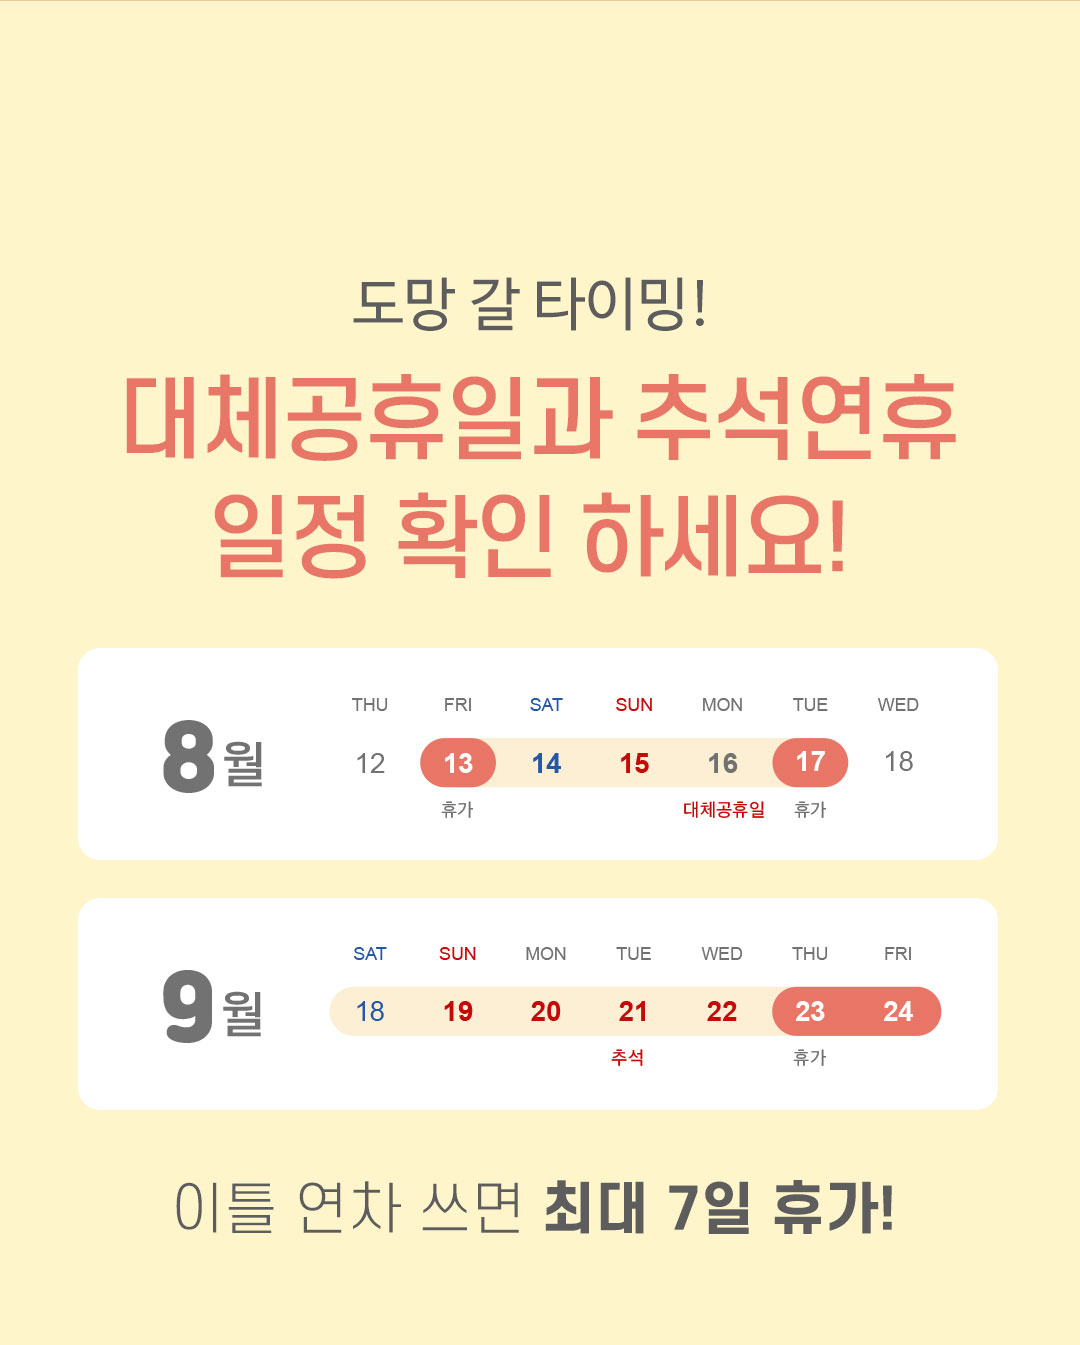 도망 갈 타이밍!
대체공휴일과 추석연휴
일정 확인 하세요!
8월
THU FRI SAT SUN MON TUE WED
12 13 14 15 16 17 18
휴가 대체공휴일 휴가
9월
SAT SUN MON TUE WED THU FRI
18 19 20 21 22 23 24
추석 휴가
이틀 연차 쓰면 최대 7일 휴가!